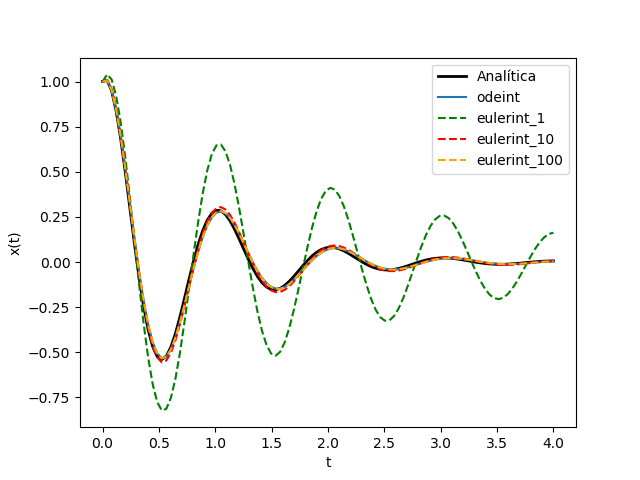 1.00
0.75
0.50
0.25
0.00
−0.25
−0.50
−0.75
x(t)
0.0 0.5 1.0 1.5 2.0 2.5 3.0 3.5 4.0
t
Analítica
odeint
eulerint_1
eulerint_10
eulerint_100